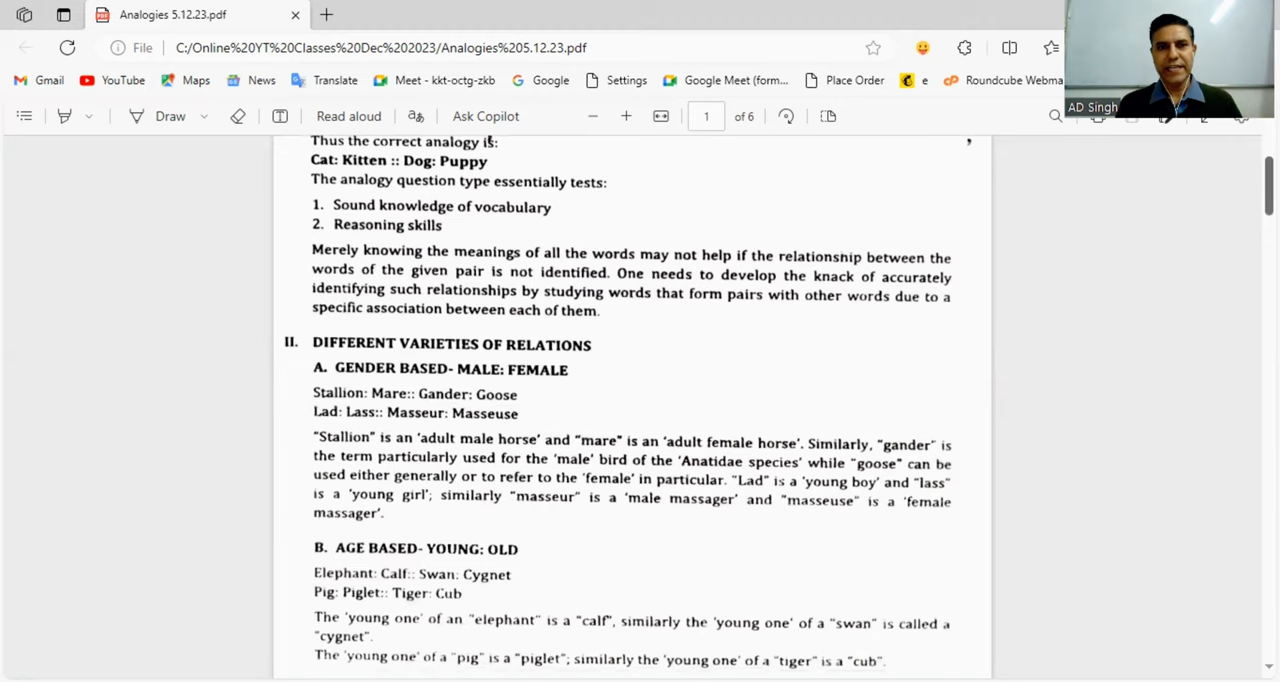 Analogies 5.12.23.pdf
File C:/Online%20YT%20Classes%20Dec%202023/Analogies%205.12.23.pdf
Gmail YouTube Maps News Translate Meet - kkt-octg-zkb Google Settings Google Meet (form... Place Order e Roundcube Webma
AD Singh
Draw Read aloud Ask Copilot 1 of 6
Thus the correct analogy is:
Cat: Kitten :: Dog: Puppy
The analogy question type essentially tests:
1. Sound knowledge of vocabulary
2. Reasoning skills
Merely knowing the meanings of all the words may not help if the relationship between the
words of the given pair is not identified. One needs to develop the knack of accurately
identifying such relationships by studying words that form pairs with other words due to a
specific association between each of them.
II. DIFFERENT VARIETIES OF RELATIONS
A. GENDER BASED- MALE: FEMALE
Stallion: Mare:: Gander: Goose
Lad: Lass:: Masseur: Masseuse
"Stallion" is an 'adult male horse' and "mare" is an 'adult female horse'. Similarly, "gander" is
the term particularly used for the 'male' bird of the 'Anatidae species' while "goose" can be
used either generally or to refer to the 'female' in particular. "Lad" is a 'young boy' and "lass"
is a 'young girl'; similarly "masseur" is a 'male massager' and "masseuse" is a 'female
massager'.
B. AGE BASED- YOUNG: OLD
Elephant: Calf:: Swan: Cygnet
Pig: Piglet:: Tiger: Cub
The 'young one' of an "elephant" is a "calf", similarly the 'young one' of a "swan" is called a
"cygnet".
The 'young one' of a "pig" is a "piglet"; similarly the 'young one' of a "tiger" is a "cub".